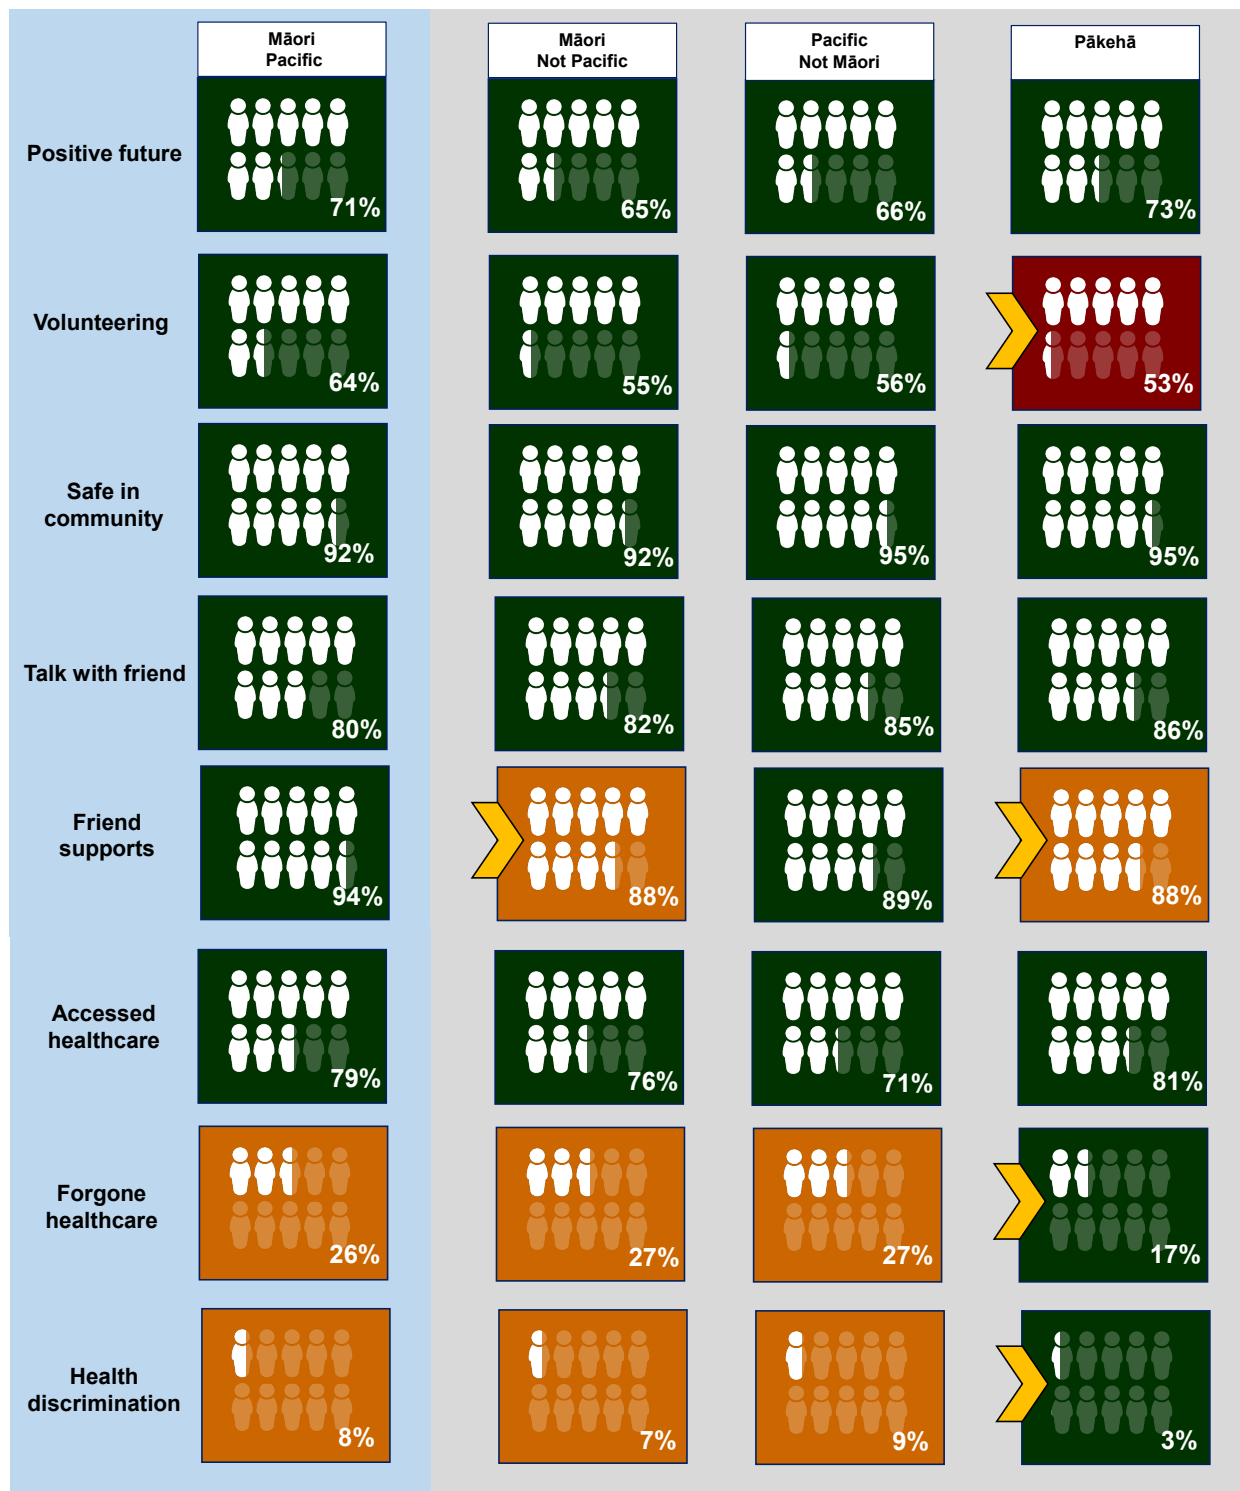 Māori
Pacific
Māori
Not Pacific
Pacific
Not Māori
Pākehā
Positive future
71%
65%
66%
73%
Volunteering
64%
55%
56%
53%
Safe in
community
92%
92%
95%
95%
Talk with friend
80%
82%
85%
86%
Friend
supports
94%
88%
89%
88%
Accessed
healthcare
79%
76%
71%
81%
Forgone
healthcare
26%
27%
27%
17%
Health
discrimination
8%
7%
9%
3%